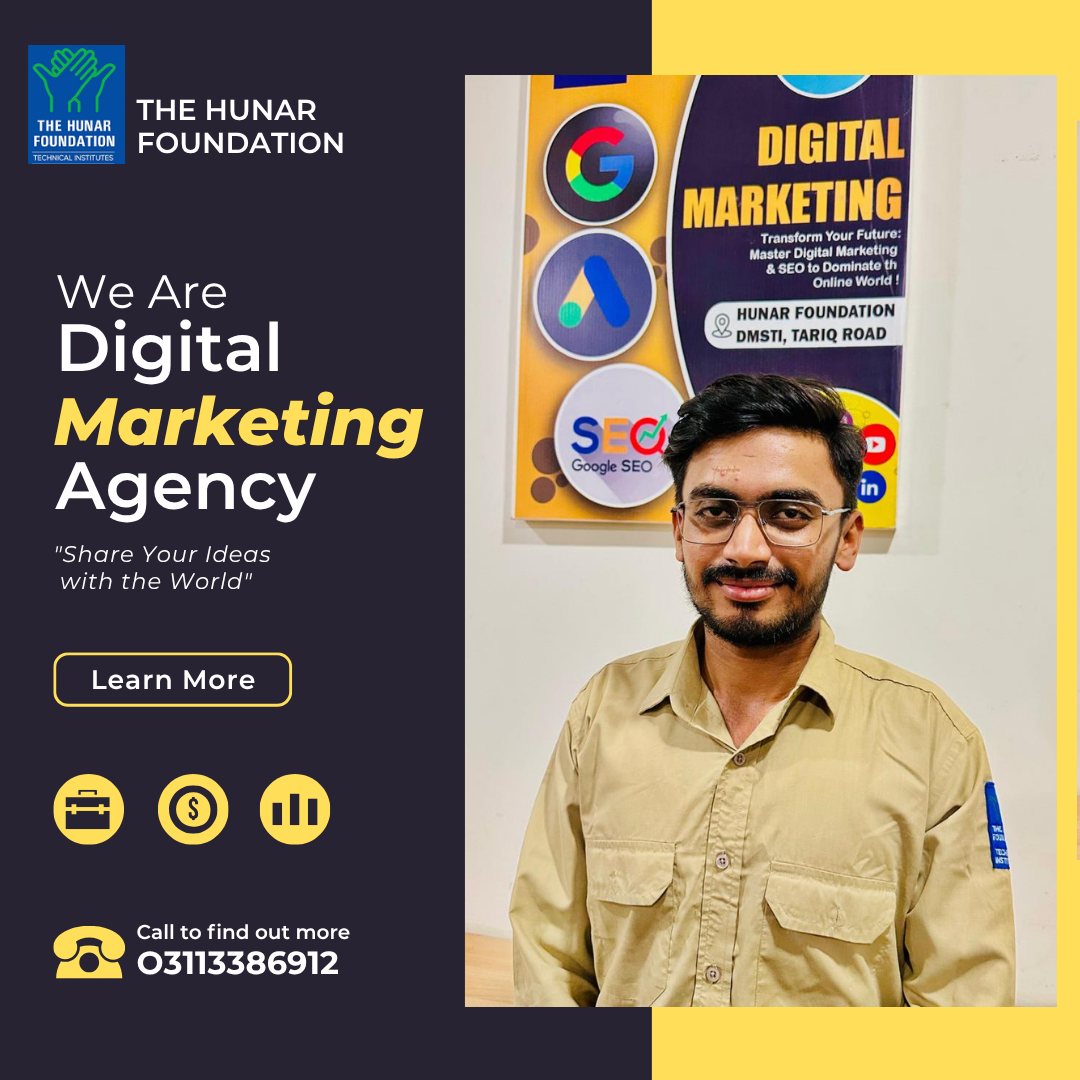 THE HUNAR
FOUNDATION
TECHNICAL INSTITUTES
THE HUNAR
FOUNDATION
We Are
Digital
Marketing
Agency
"Share Your Ideas
with the World"
Learn More
$
Call to find out more
03113386912
DIGITAL
MARKETING
Transform Your Future:
Master Digital Marketing
& SEO to Dominate th
Online World !
HUNAR FOUNDATION
DMSTI, TARIQ ROAD
G
SEO
Google SEO
in